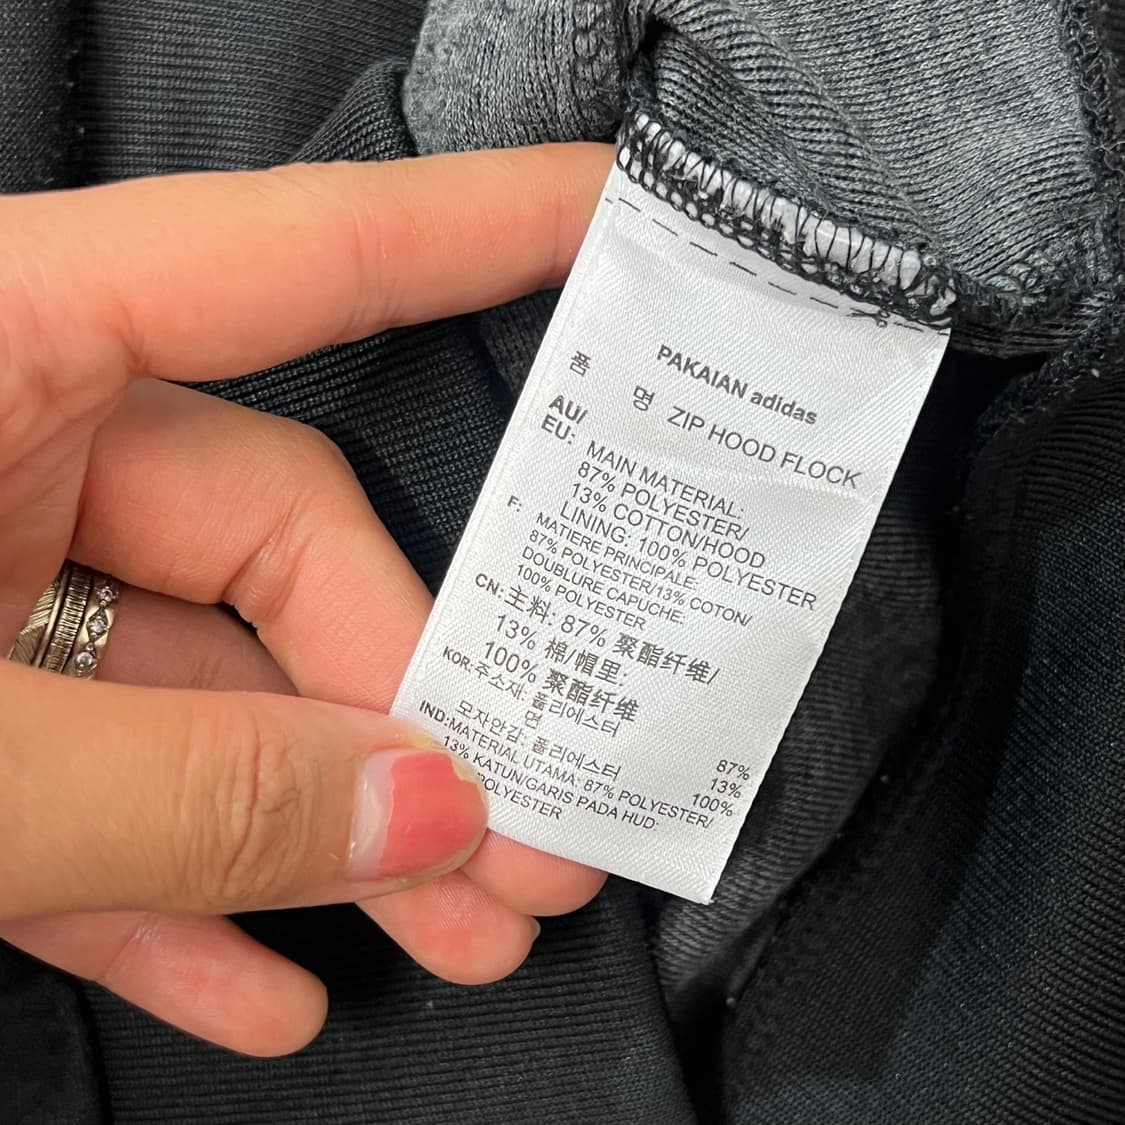 PAKAIAN adidas
품 명 ZIP HOOD FLOCK
AU/
EU: MAIN MATERIAL:
87% POLYESTER/
13% COTTON/HOOD
LINING: 100% POLYESTER
F: MATIERE PRINCIPALE:
87% POLYESTER/13% COTON/
DOUBLURE CAPUCHE:
100% POLYESTER
CN: 主料: 87% 聚酯纤维/
13% 棉/帽里:
100% 聚酯纤维
KOR: 주소재: 폴리에스터 87%
면 13%
모자안감: 폴리에스터 100%
IND: MATERIAL UTAMA: 87% POLYESTER/
13% KATUN/GARIS PADA HUD:
POLYESTER